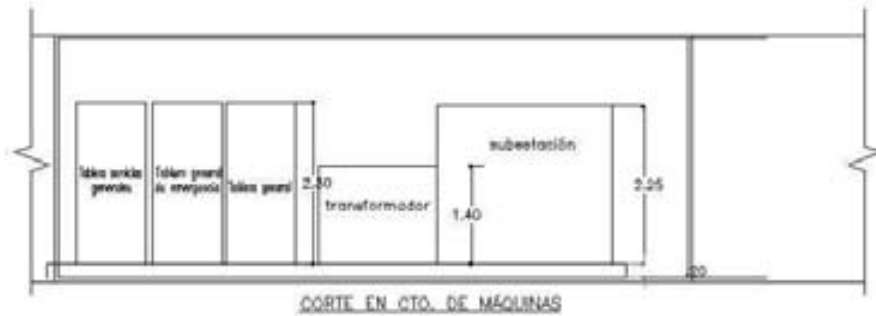 Tablero servicios
generales
Tablero general
de emergencia
Tablero general
2.30
transformador
1.40
subestación
2.25
.20
CORTE EN CTO. DE MÁQUINAS